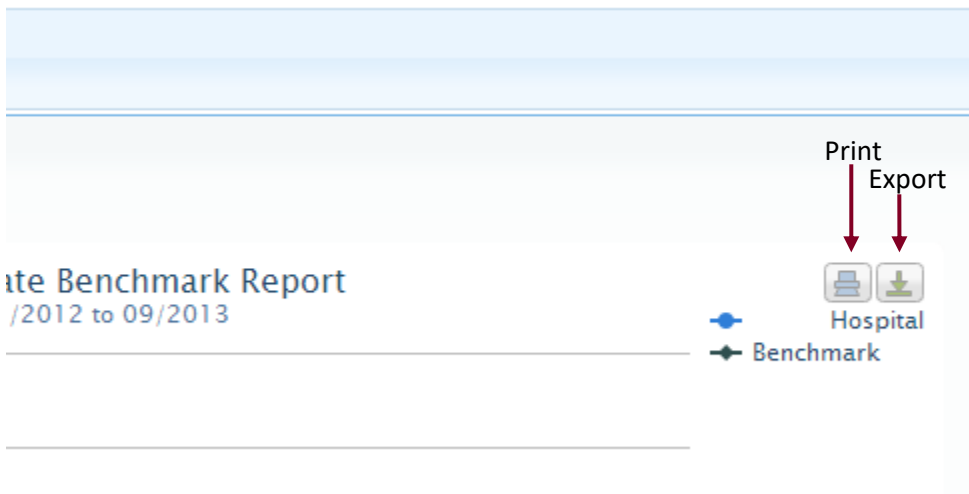 Print
Export
ate Benchmark Report
/2012 to 09/2013
Hospital
Benchmark